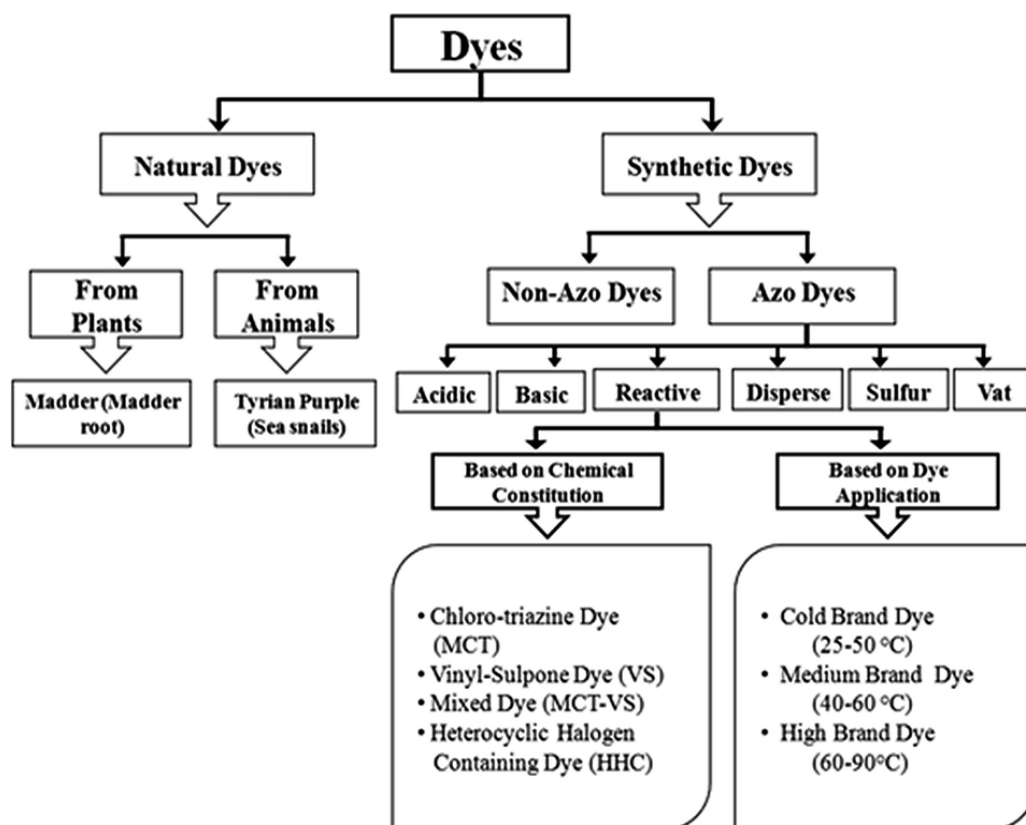 Dyes
Natural Dyes
Synthetic Dyes
From
Plants
From
Animals
Non-Azo Dyes
Azo Dyes
Madder (Madder
root)
Tyrian Purple
(Sea snails)
Acidic
Basic
Reactive
Disperse
Sulfur
Vat
Based on Chemical
Constitution
Based on Dye
Application
• Chloro-triazine Dye
(MCT)
• Vinyl-Sulpone Dye (VS)
• Mixed Dye (MCT-VS)
• Heterocyclic Halogen
Containing Dye (HHC)
• Cold Brand Dye
(25-50 °C)
• Medium Brand Dye
(40-60 °C)
• High Brand Dye
(60-90°C)